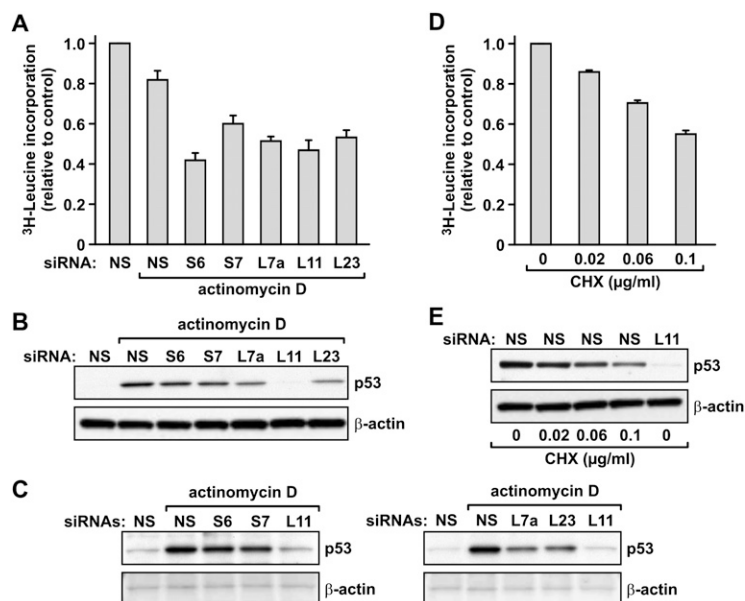 A
³H-Leucine incorporation
(relative to control)
1.0
0.8
0.6
0.4
0.2
0
siRNA: NS NS S6 S7 L7a L11 L23
actinomycin D
D
³H-Leucine incorporation
(relative to control)
1.0
0.8
0.6
0.4
0.2
0
0 0.02 0.06 0.1
CHX (µg/ml)
B
actinomycin D
siRNA: NS NS S6 S7 L7a L11 L23
p53
β-actin
E
siRNA: NS NS NS NS L11
p53
β-actin
0 0.02 0.06 0.1 0
CHX (µg/ml)
C
actinomycin D
siRNAs: NS NS S6 S7 L11
p53
β-actin
actinomycin D
siRNAs: NS NS L7a L23 L11
p53
β-actin